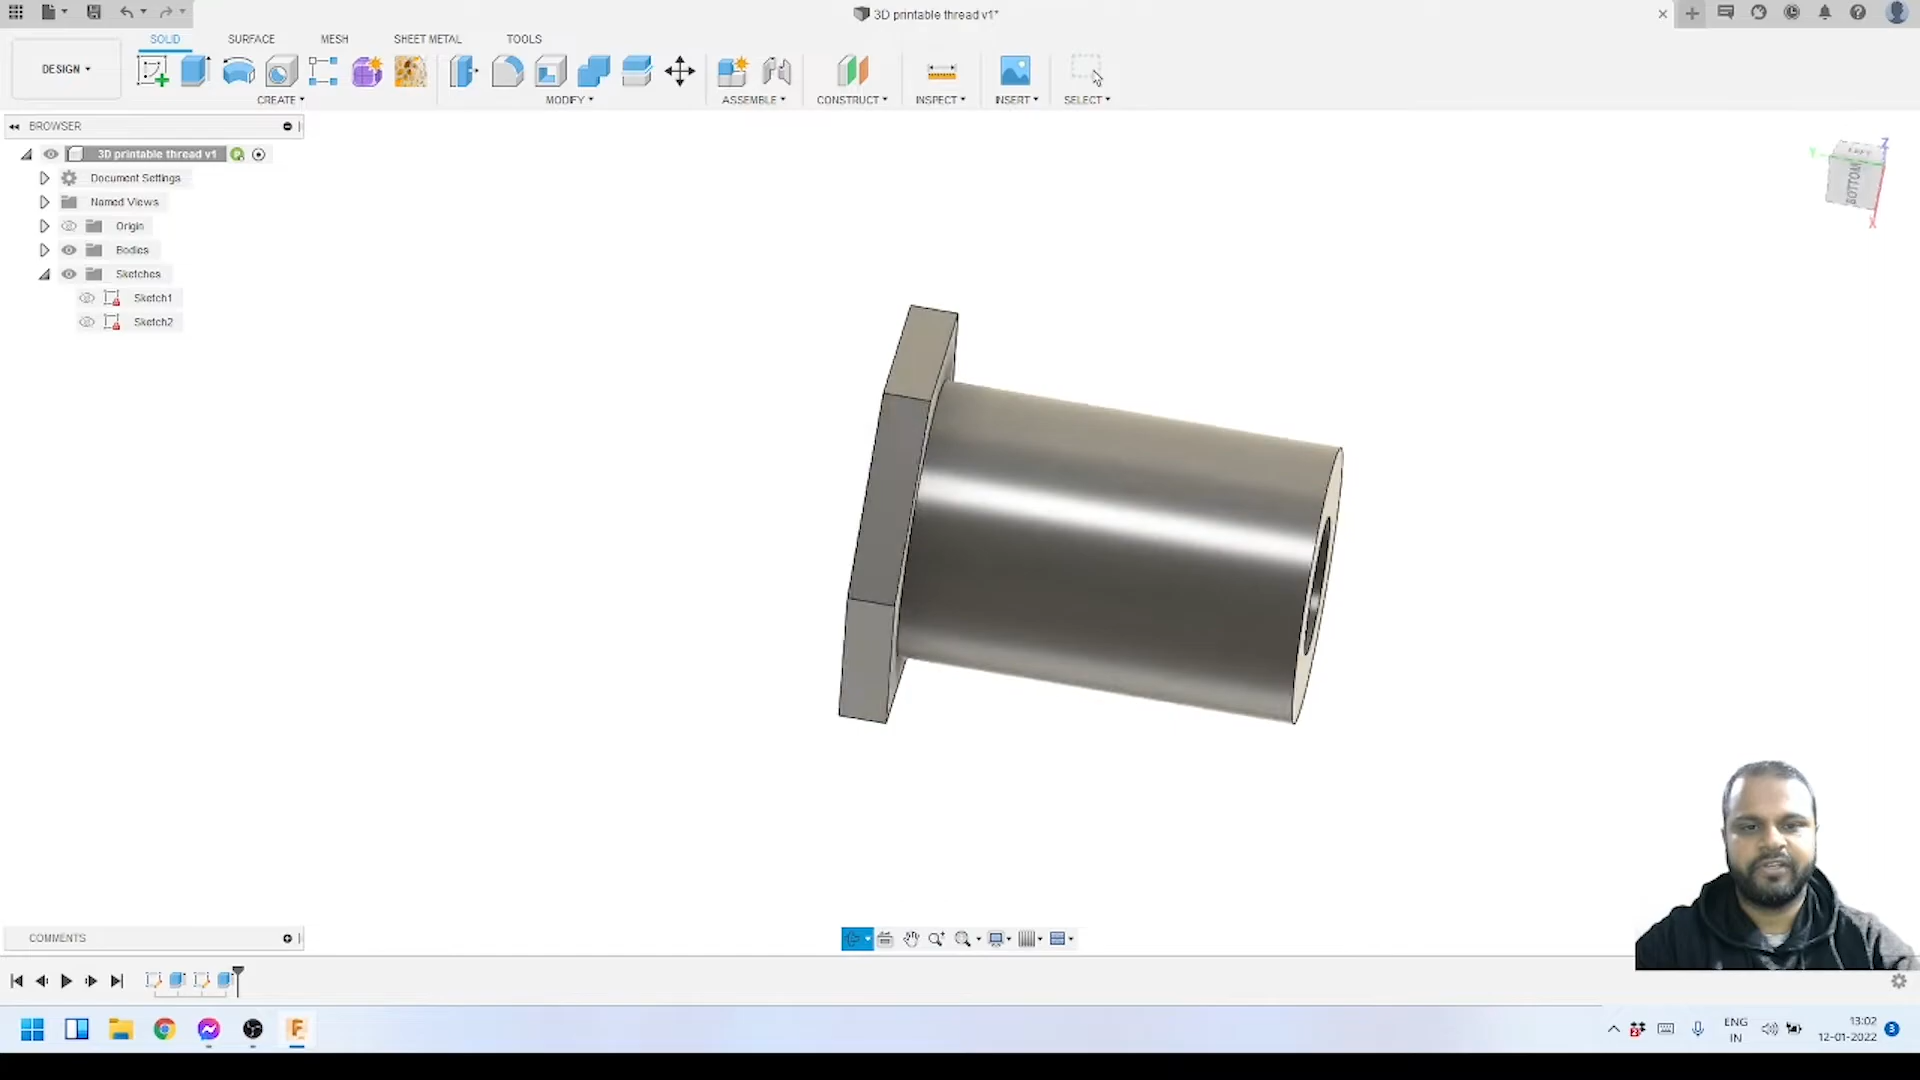 3D printable thread v1*
DESIGN
SOLID
SURFACE
MESH
SHEET METAL
TOOLS
CREATE
MODIFY
ASSEMBLE
CONSTRUCT
INSPECT
INSERT
SELECT
BROWSER
3D printable thread v1
Document Settings
Named Views
Origin
Bodies
Sketches
Sketch1
Sketch2
LEFT
BOTTOM
Z
Y
X
COMMENTS
ENG
IN
13:02
12-01-2022
3